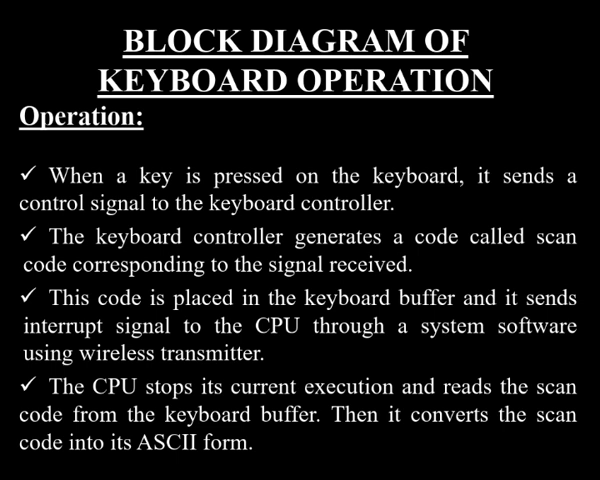 BLOCK DIAGRAM OF
KEYBOARD OPERATION
Operation:
✓ When a key is pressed on the keyboard, it sends a
control signal to the keyboard controller.
✓ The keyboard controller generates a code called scan
code corresponding to the signal received.
✓ This code is placed in the keyboard buffer and it sends
interrupt signal to the CPU through a system software
using wireless transmitter.
✓ The CPU stops its current execution and reads the scan
code from the keyboard buffer. Then it converts the scan
code into its ASCII form.